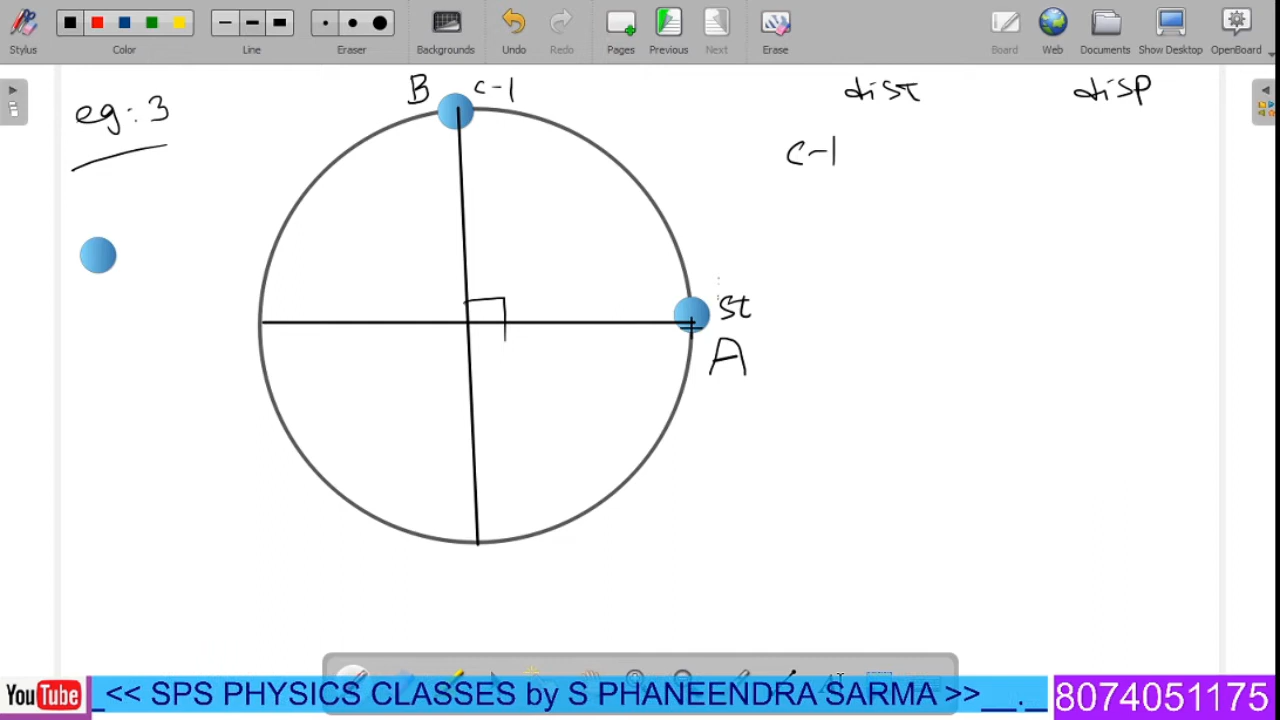 Stylus
Color
Line
Eraser
Backgrounds
Undo
Redo
Pages
Previous
Next
Erase
Board
Web
Documents
Show Desktop
OpenBoard
eg: 3
B c-1
dist disp
c-1
st
A
YouTube << SPS PHYSICS CLASSES by S PHANEENDRA SARMA >> 8074051175